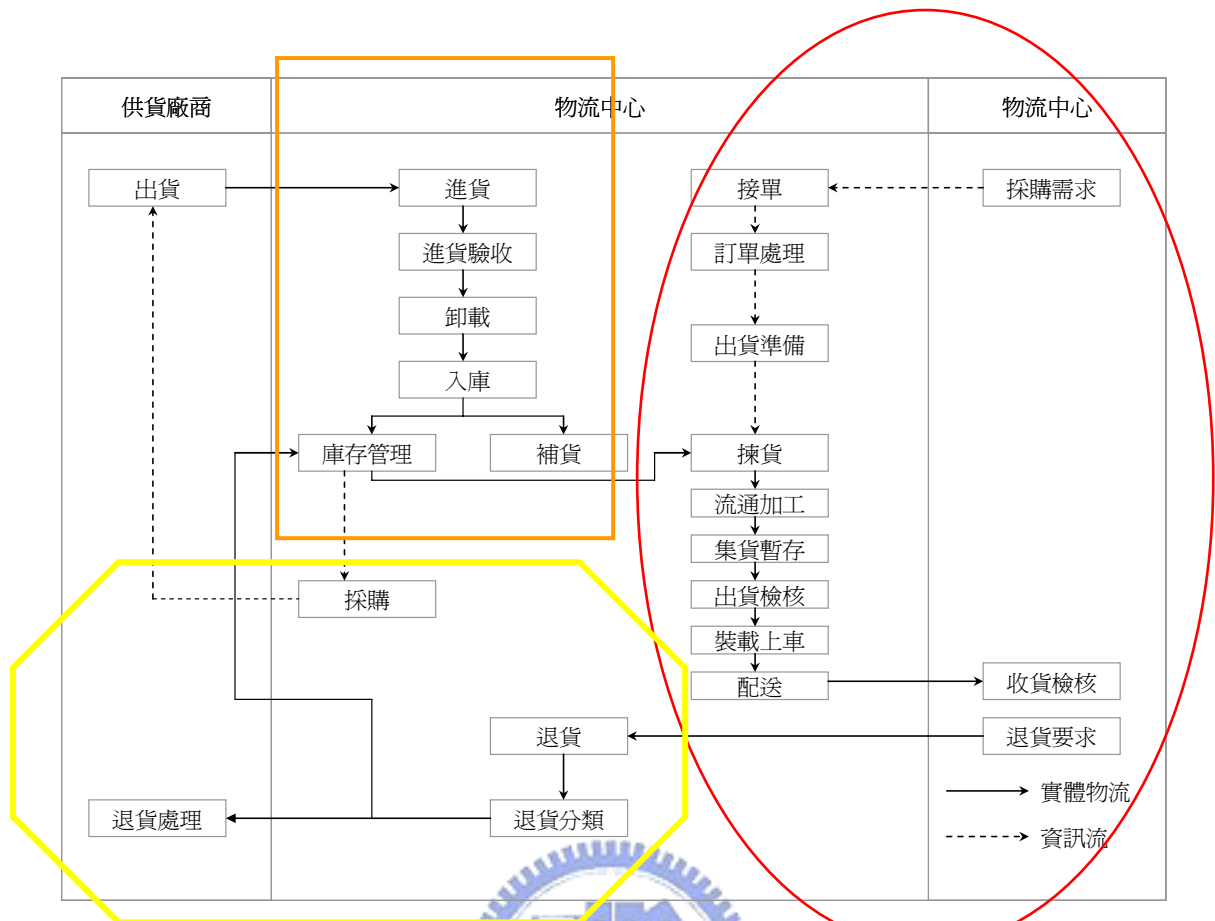 供貨廠商
物流中心
物流中心
出貨
進貨
接單
採購需求
進貨驗收
訂單處理
卸載
出貨準備
入庫
庫存管理
補貨
揀貨
流通加工
集貨暫存
採購
出貨檢核
裝載上車
配送
收貨檢核
退貨
退貨要求
實體物流
退貨處理
退貨分類
資訊流